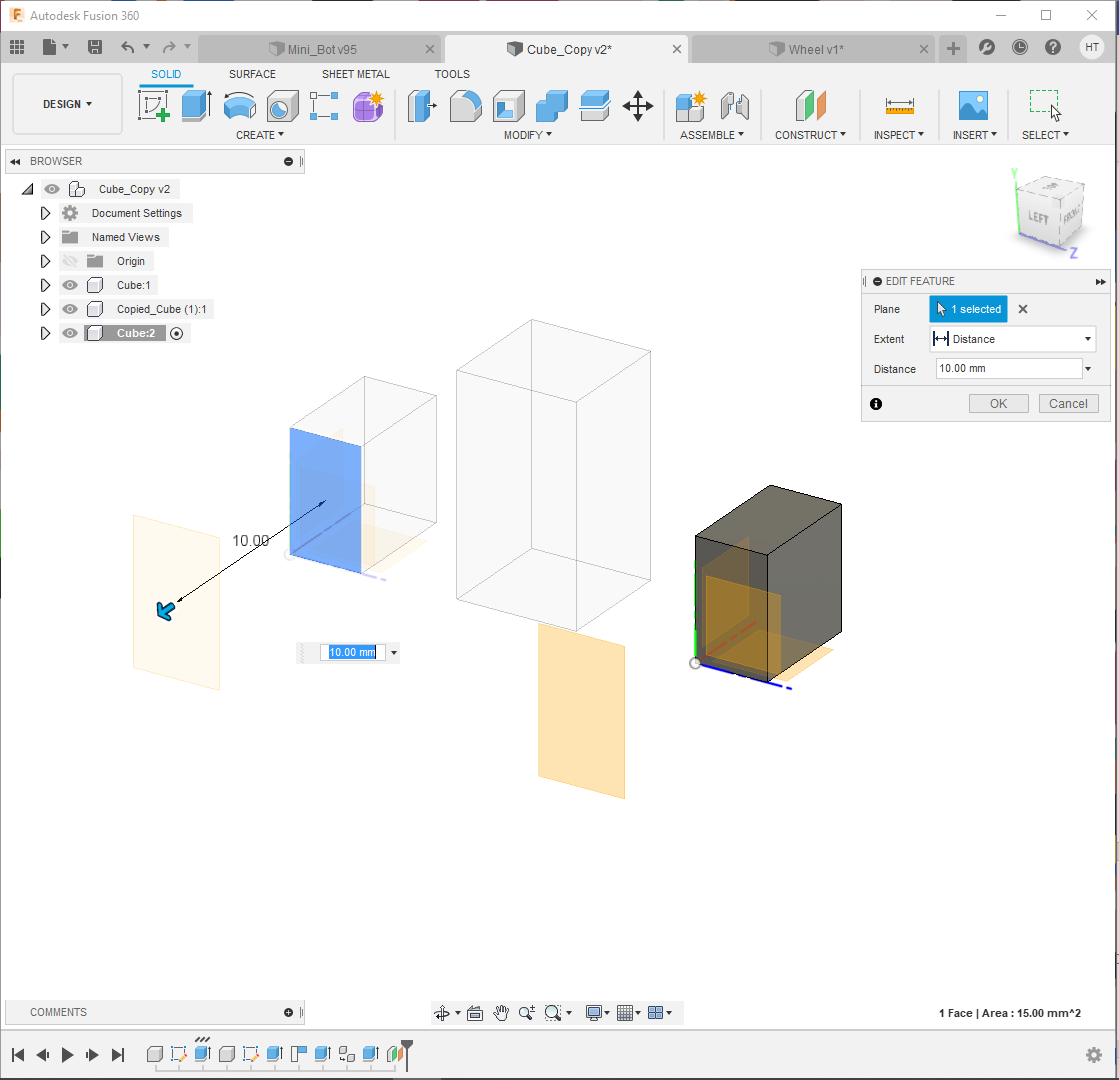 Autodesk Fusion 360
Mini_Bot v95
Cube_Copy v2*
Wheel v1*
HT
DESIGN
SOLID
SURFACE
SHEET METAL
TOOLS
CREATE
MODIFY
ASSEMBLE
CONSTRUCT
INSPECT
INSERT
SELECT
BROWSER
Cube_Copy v2
Document Settings
Named Views
Origin
Cube:1
Copied_Cube (1):1
Cube:2
Y
LEFT
FRONT
Z
EDIT FEATURE
Plane
1 selected
Extent
Distance
Distance
10.00 mm
OK
Cancel
10.00
10.00 mm
COMMENTS
1 Face | Area : 15.00 mm^2